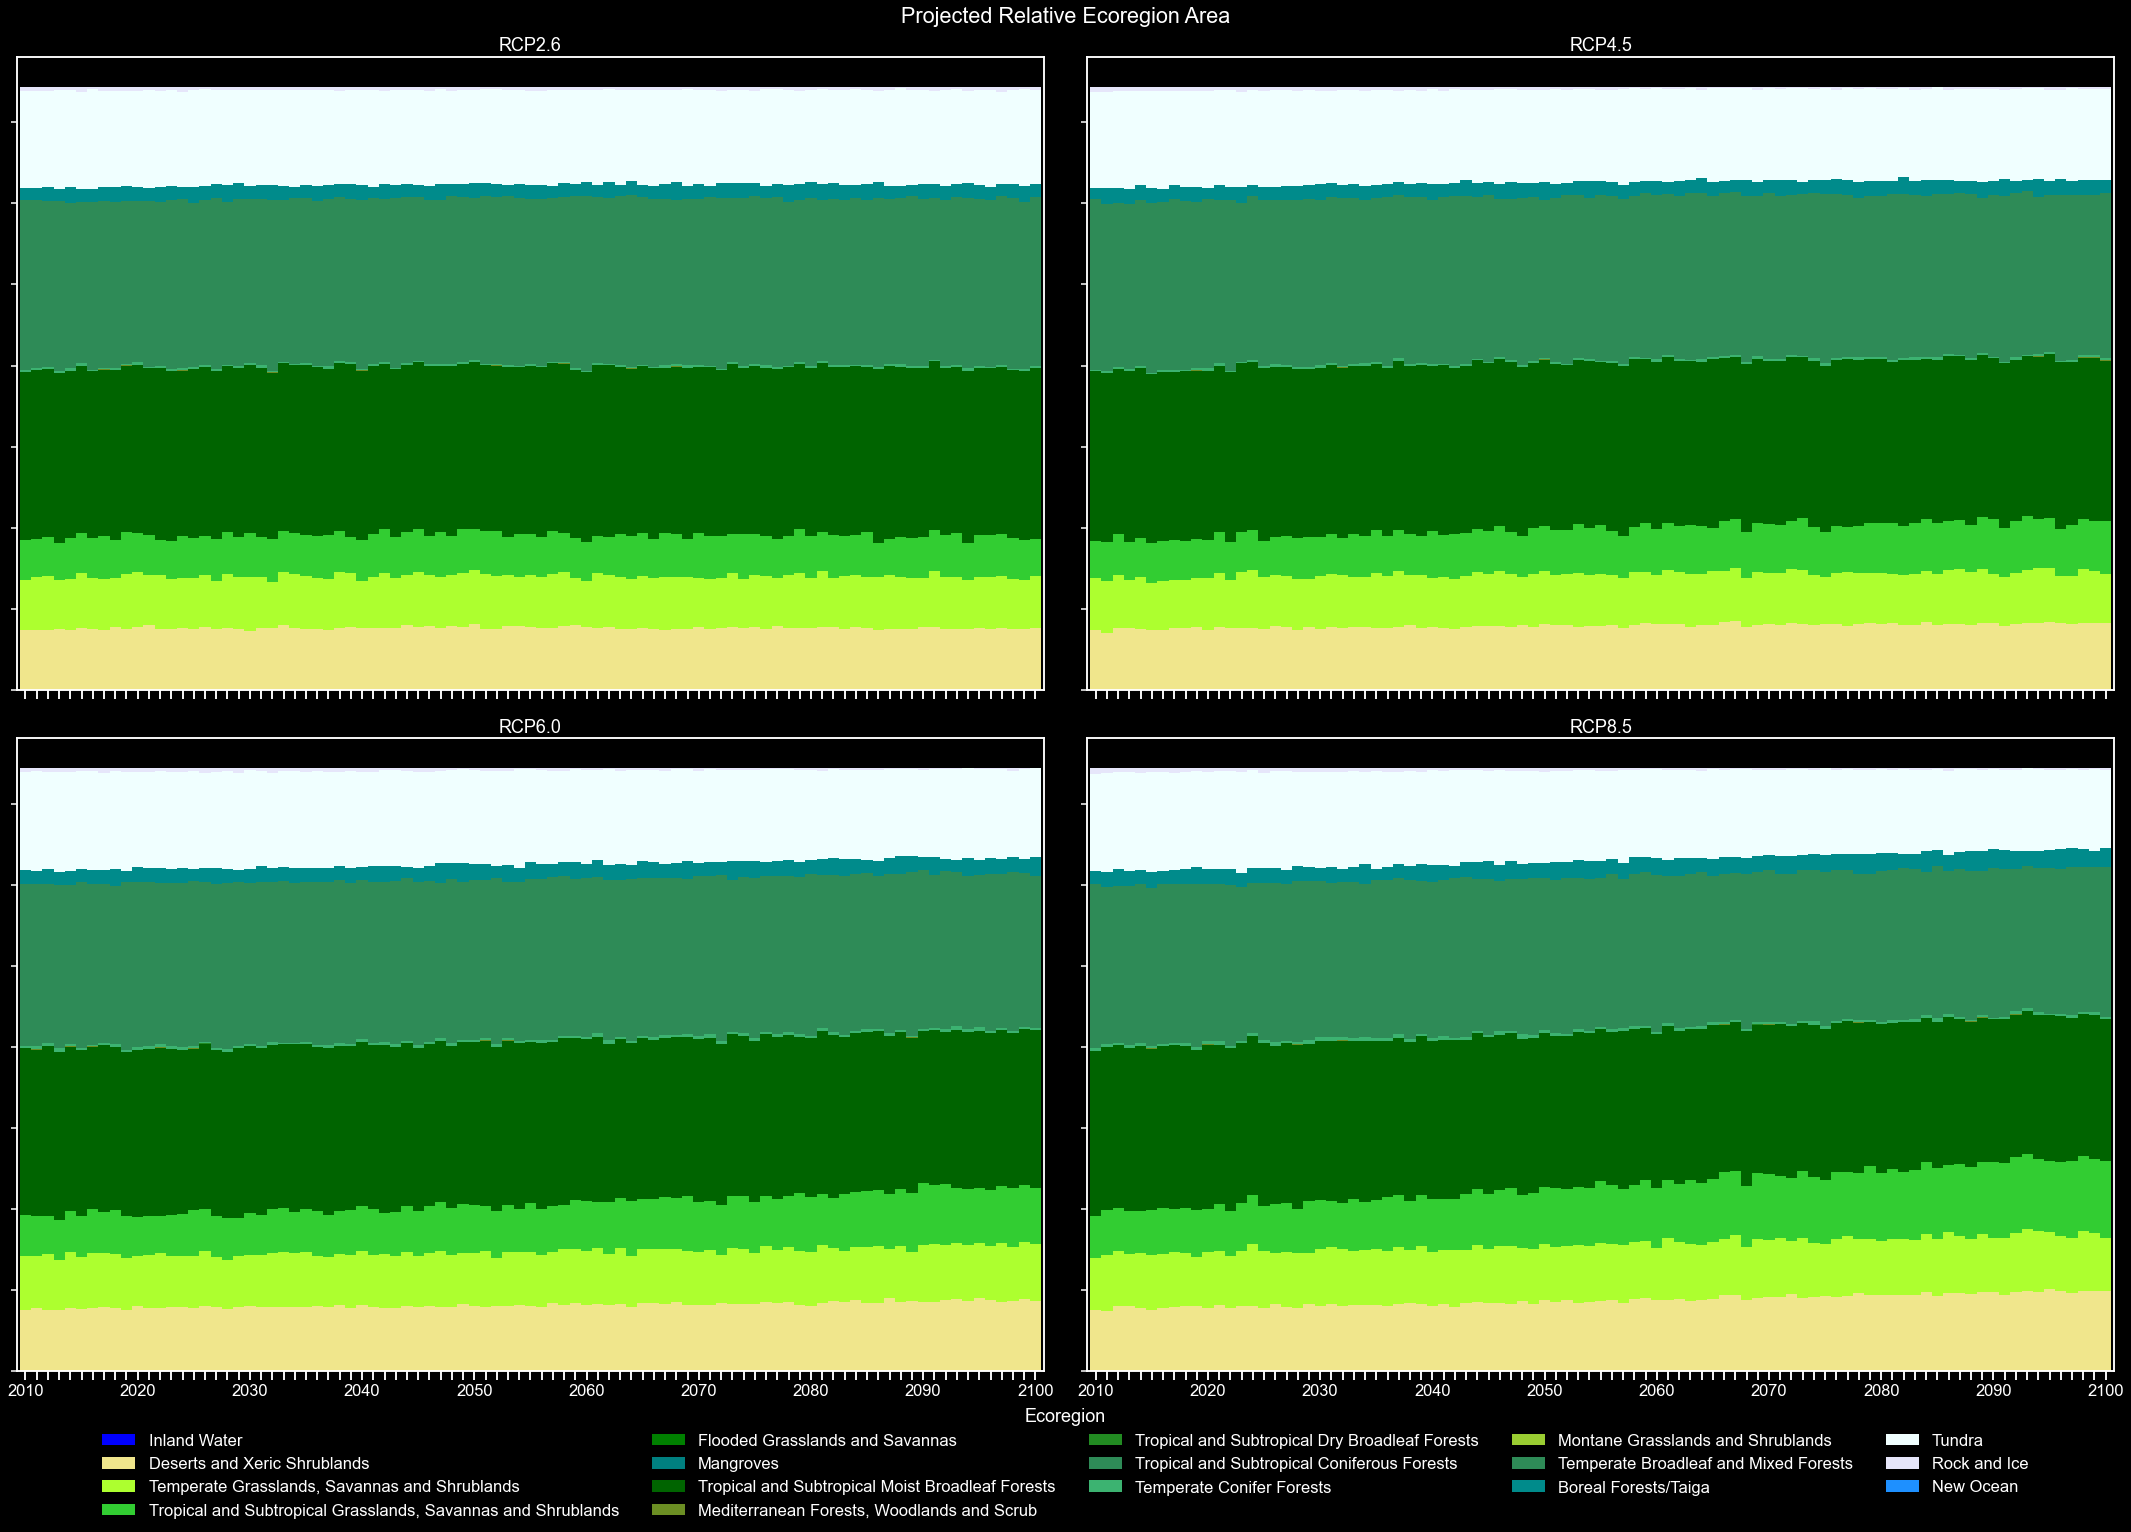 Projected Relative Ecoregion Area
RCP2.6
RCP4.5
RCP6.0
RCP8.5
2010 2020 2030 2040 2050 2060 2070 2080 2090 2100
2010 2020 2030 2040 2050 2060 2070 2080 2090 2100
Ecoregion
Inland Water
Deserts and Xeric Shrublands
Temperate Grasslands, Savannas and Shrublands
Tropical and Subtropical Grasslands, Savannas and Shrublands
Flooded Grasslands and Savannas
Mangroves
Tropical and Subtropical Moist Broadleaf Forests
Mediterranean Forests, Woodlands and Scrub
Tropical and Subtropical Dry Broadleaf Forests
Tropical and Subtropical Coniferous Forests
Temperate Conifer Forests
Montane Grasslands and Shrublands
Temperate Broadleaf and Mixed Forests
Boreal Forests/Taiga
Tundra
Rock and Ice
New Ocean